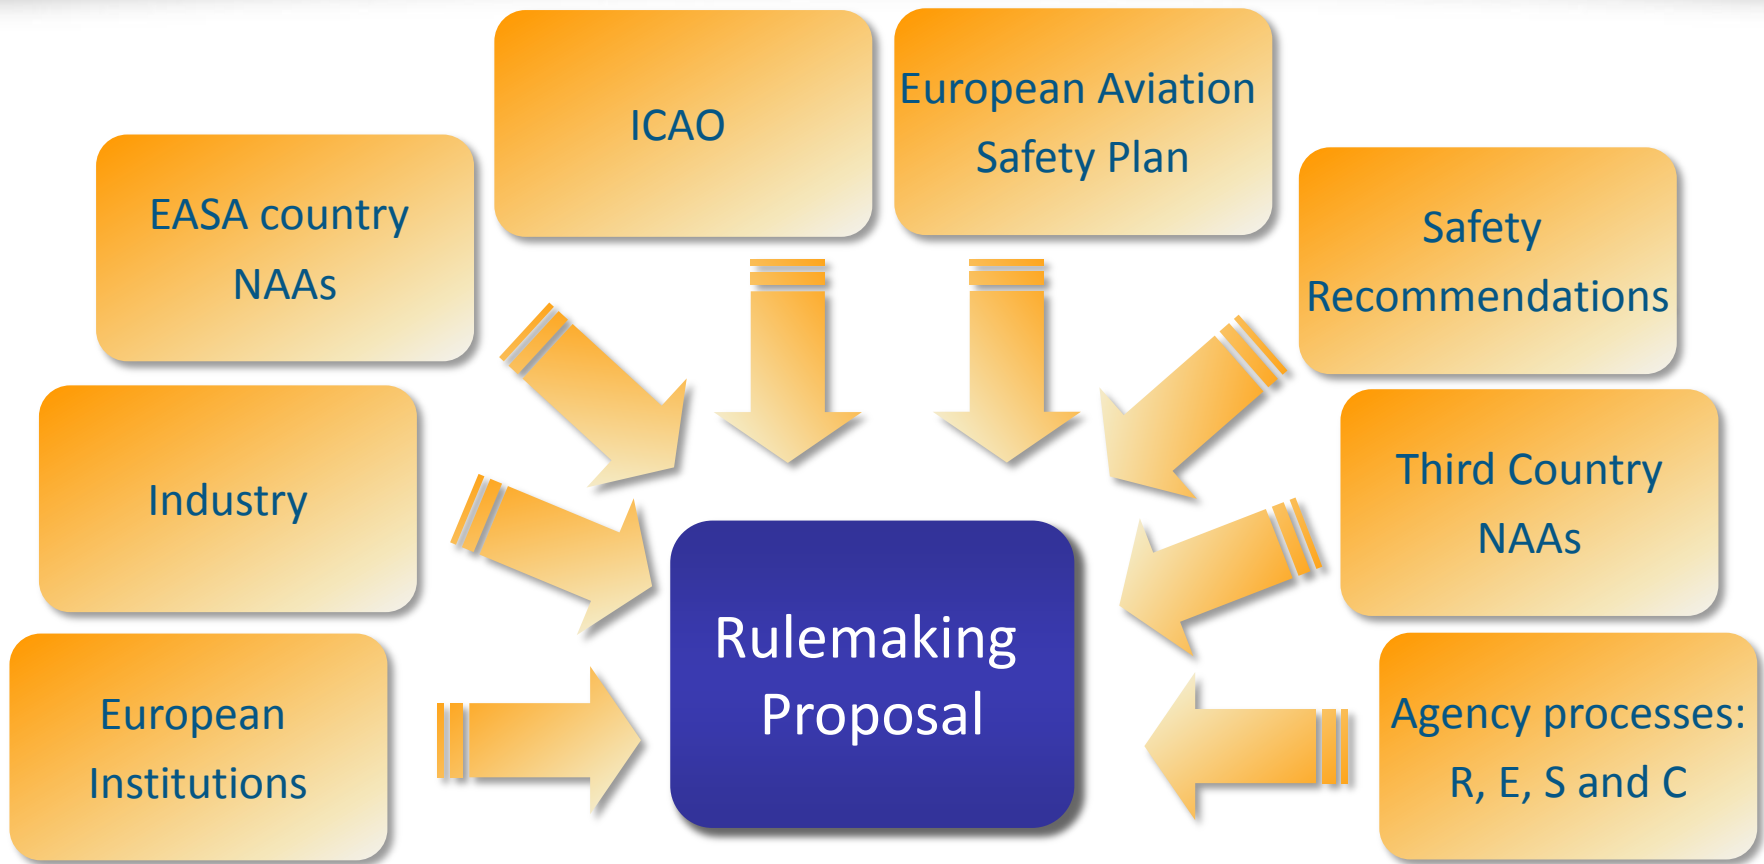 ICAO
European Aviation
Safety Plan
EASA country
NAAs
Safety
Recommendations
Industry
Third Country
NAAs
European
Institutions
Rulemaking
Proposal
Agency processes:
R, E, S and C